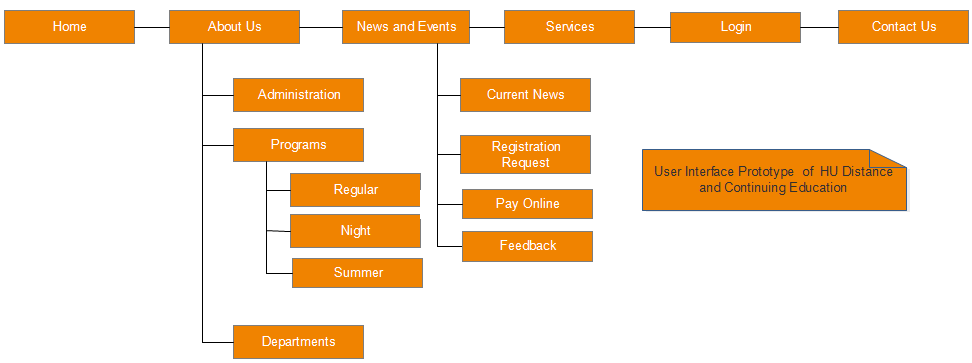 Home
About Us
News and Events
Services
Login
Contact Us
Administration
Programs
Regular
Night
Summer
Departments
Current News
Registration
Request
Pay Online
Feedback
User Interface Prototype of HU Distance
and Continuing Education